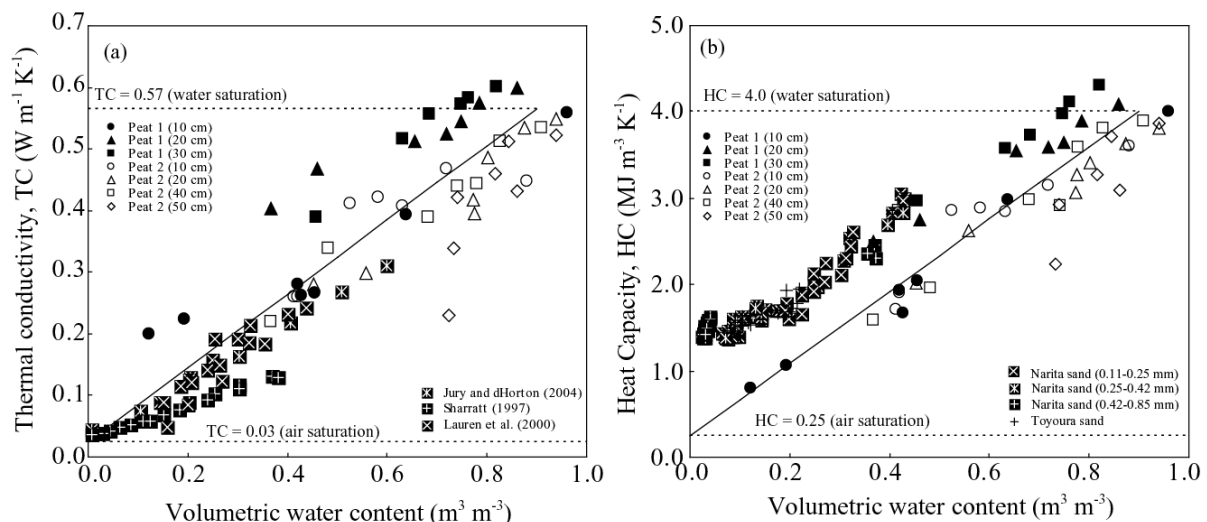 (a)
Thermal conductivity, TC (W m⁻¹ K⁻¹)
0.7
0.6
0.5
0.4
0.3
0.2
0.1
0.0
TC = 0.57 (water saturation)
Peat 1 (10 cm)
Peat 1 (20 cm)
Peat 1 (30 cm)
Peat 2 (10 cm)
Peat 2 (20 cm)
Peat 2 (40 cm)
Peat 2 (50 cm)
Jury and dHorton (2004)
Sharratt (1997)
Lauren et al. (2000)
TC = 0.03 (air saturation)
0.0 0.2 0.4 0.6 0.8 1.0
Volumetric water content (m³ m⁻³)
(b)
Heat Capacity, HC (MJ m⁻³ K⁻¹)
5.0
4.0
3.0
2.0
1.0
0.0
HC = 4.0 (water saturation)
Peat 1 (10 cm)
Peat 1 (20 cm)
Peat 1 (30 cm)
Peat 2 (10 cm)
Peat 2 (20 cm)
Peat 2 (40 cm)
Peat 2 (50 cm)
Narita sand (0.11-0.25 mm)
Narita sand (0.25-0.42 mm)
Narita sand (0.42-0.85 mm)
Toyoura sand
HC = 0.25 (air saturation)
0.0 0.2 0.4 0.6 0.8 1.0
Volumetric water content (m³ m⁻³)